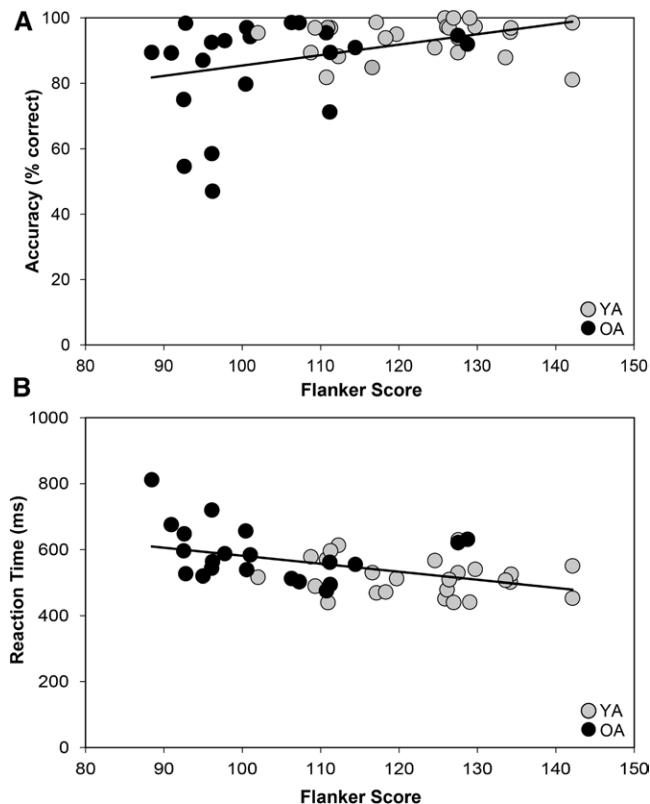 A
100
80
60
40
20
0
Accuracy (% correct)
YA
OA
80 90 100 110 120 130 140 150
Flanker Score
B
1000
800
600
400
200
0
Reaction Time (ms)
YA
OA
80 90 100 110 120 130 140 150
Flanker Score